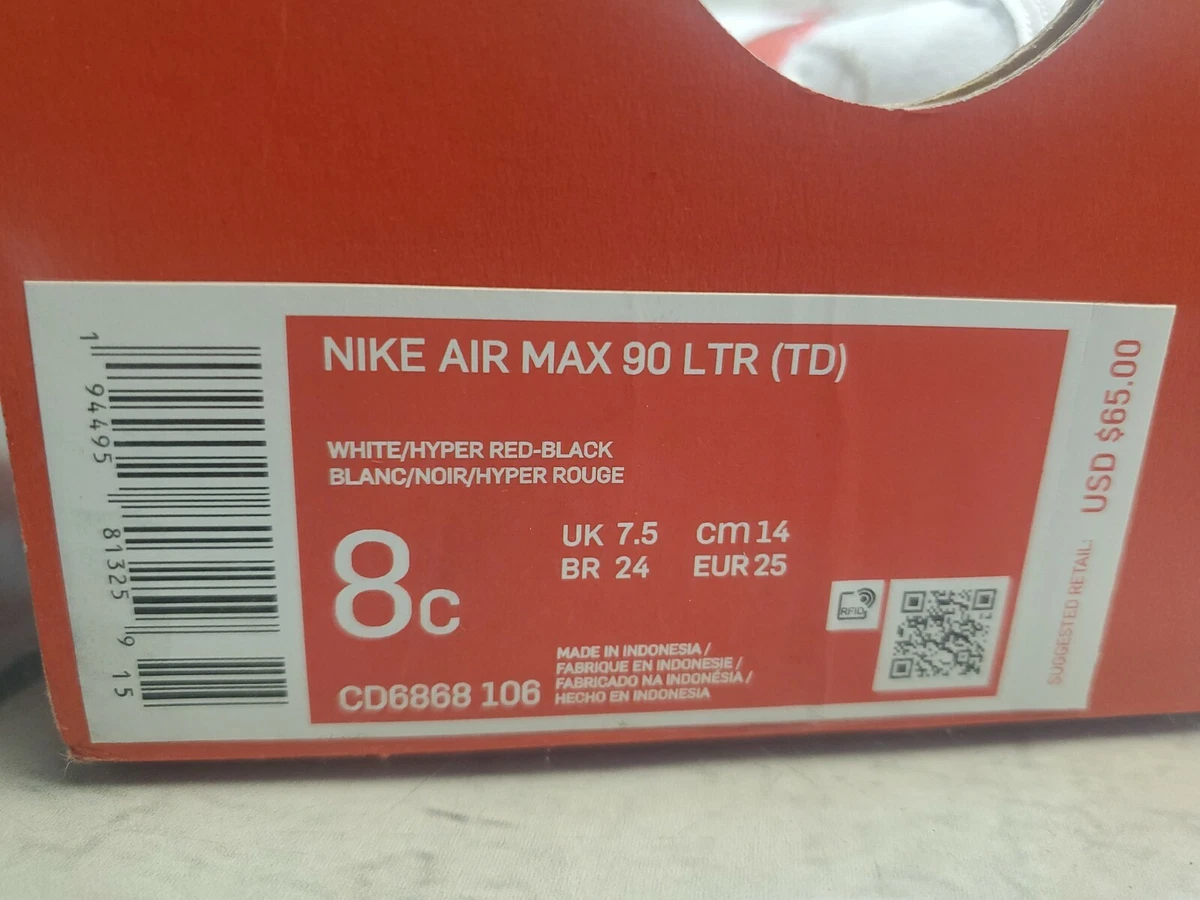 NIKE AIR MAX 90 LTR (TD)
WHITE/HYPER RED-BLACK
BLANC/NOIR/HYPER ROUGE
8C
UK 7.5 cm 14
BR 24 EUR 25
CD6868 106
MADE IN INDONESIA /
FABRIQUE EN INDONESIE /
FABRICADO NA INDONÉSIA /
HECHO EN INDONESIA
RFID
SUGGESTED RETAIL: USD $65.00
1 94495 81325 9 15